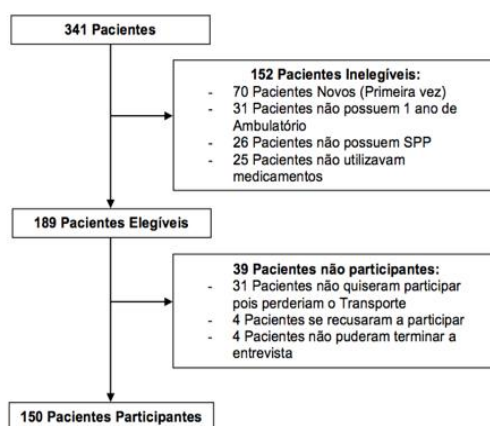 341 Pacientes
152 Pacientes Inelegíveis:
- 70 Pacientes Novos (Primeira vez)
- 31 Pacientes não possuem 1 ano de
Ambulatório
- 26 Pacientes não possuem SPP
- 25 Pacientes não utilizavam
medicamentos
189 Pacientes Elegíveis
39 Pacientes não participantes:
- 31 Pacientes não quiseram participar
pois perderiam o Transporte
- 4 Pacientes se recusaram a participar
- 4 Pacientes não puderam terminar a
entrevista
150 Pacientes Participantes